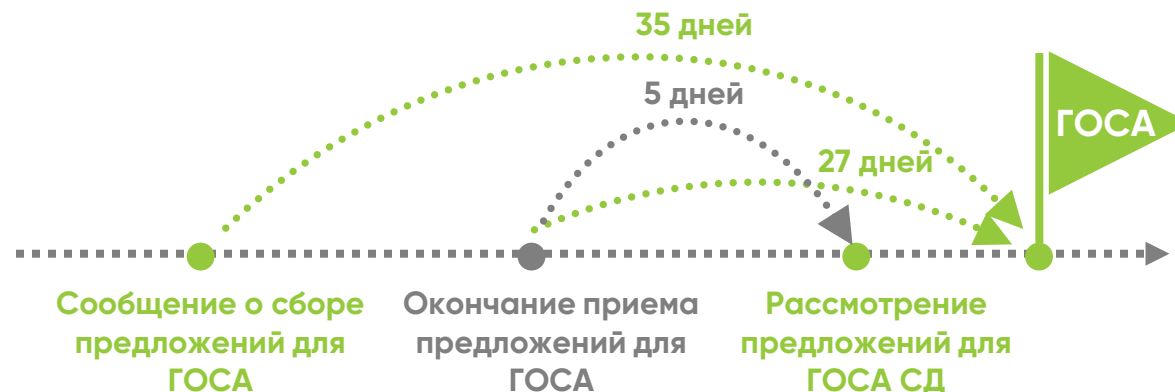 35 дней
5 дней
ГОСА
27 дней
Сообщение о сборе
предложений для
ГОСА
Окончание приема
предложений для
ГОСА
Рассмотрение
предложений для
ГОСА СД